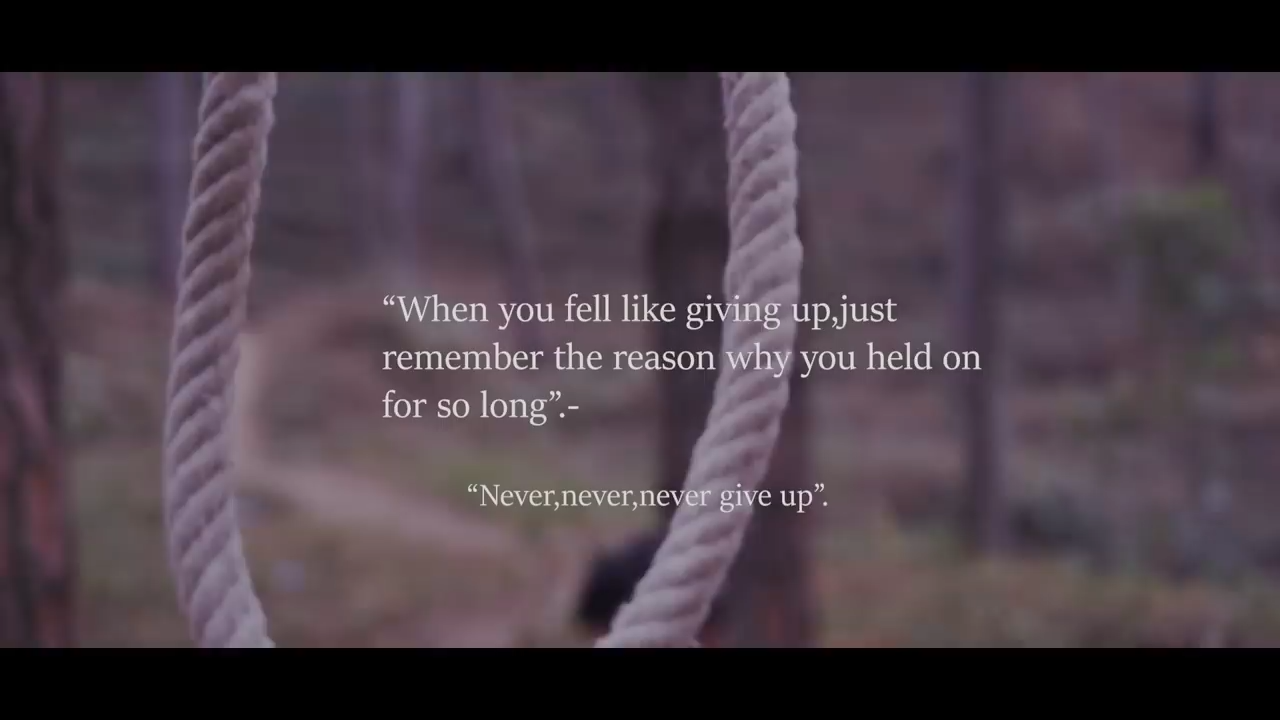 “When you fell like giving up,just
remember the reason why you held on
for so long”.-
“Never,never,never give up”.